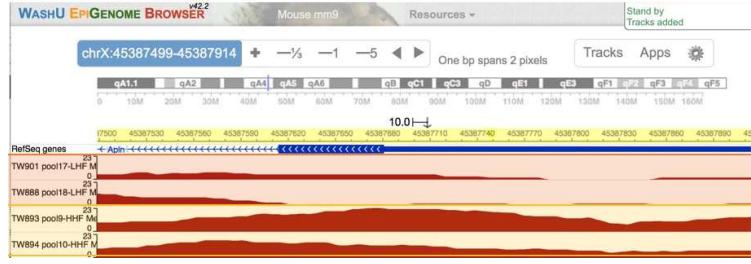 WASHU EPIGENOME BROWSER v42.2
Mouse mm9
Resources
Stand by
Tracks added
chrX:45387499-45387914
+ —⅓ —1 —5
One bp spans 2 pixels
Tracks Apps
qA1.1 qA2 qA4 qA5 qA6 qB qC1 qC3 qD qE1 qE3 qF1 qF2 qF3 qF4 qF5
0 10M 20M 30M 40M 50M 60M 70M 80M 90M 100M 110M 120M 130M 140M 150M 160M
10.0
17500 45387530 45387560 45387590 45387620 45387650 45387680 45387710 45387740 45387770 45387800 45387830 45387860 45387890
RefSeq genes
Apln
TW901 pool17-LHF M
23
0
TW888 pool18-LHF M
23
0
TW893 pool9-HHF Me
23
0
TW894 pool10-HHF M
23
0